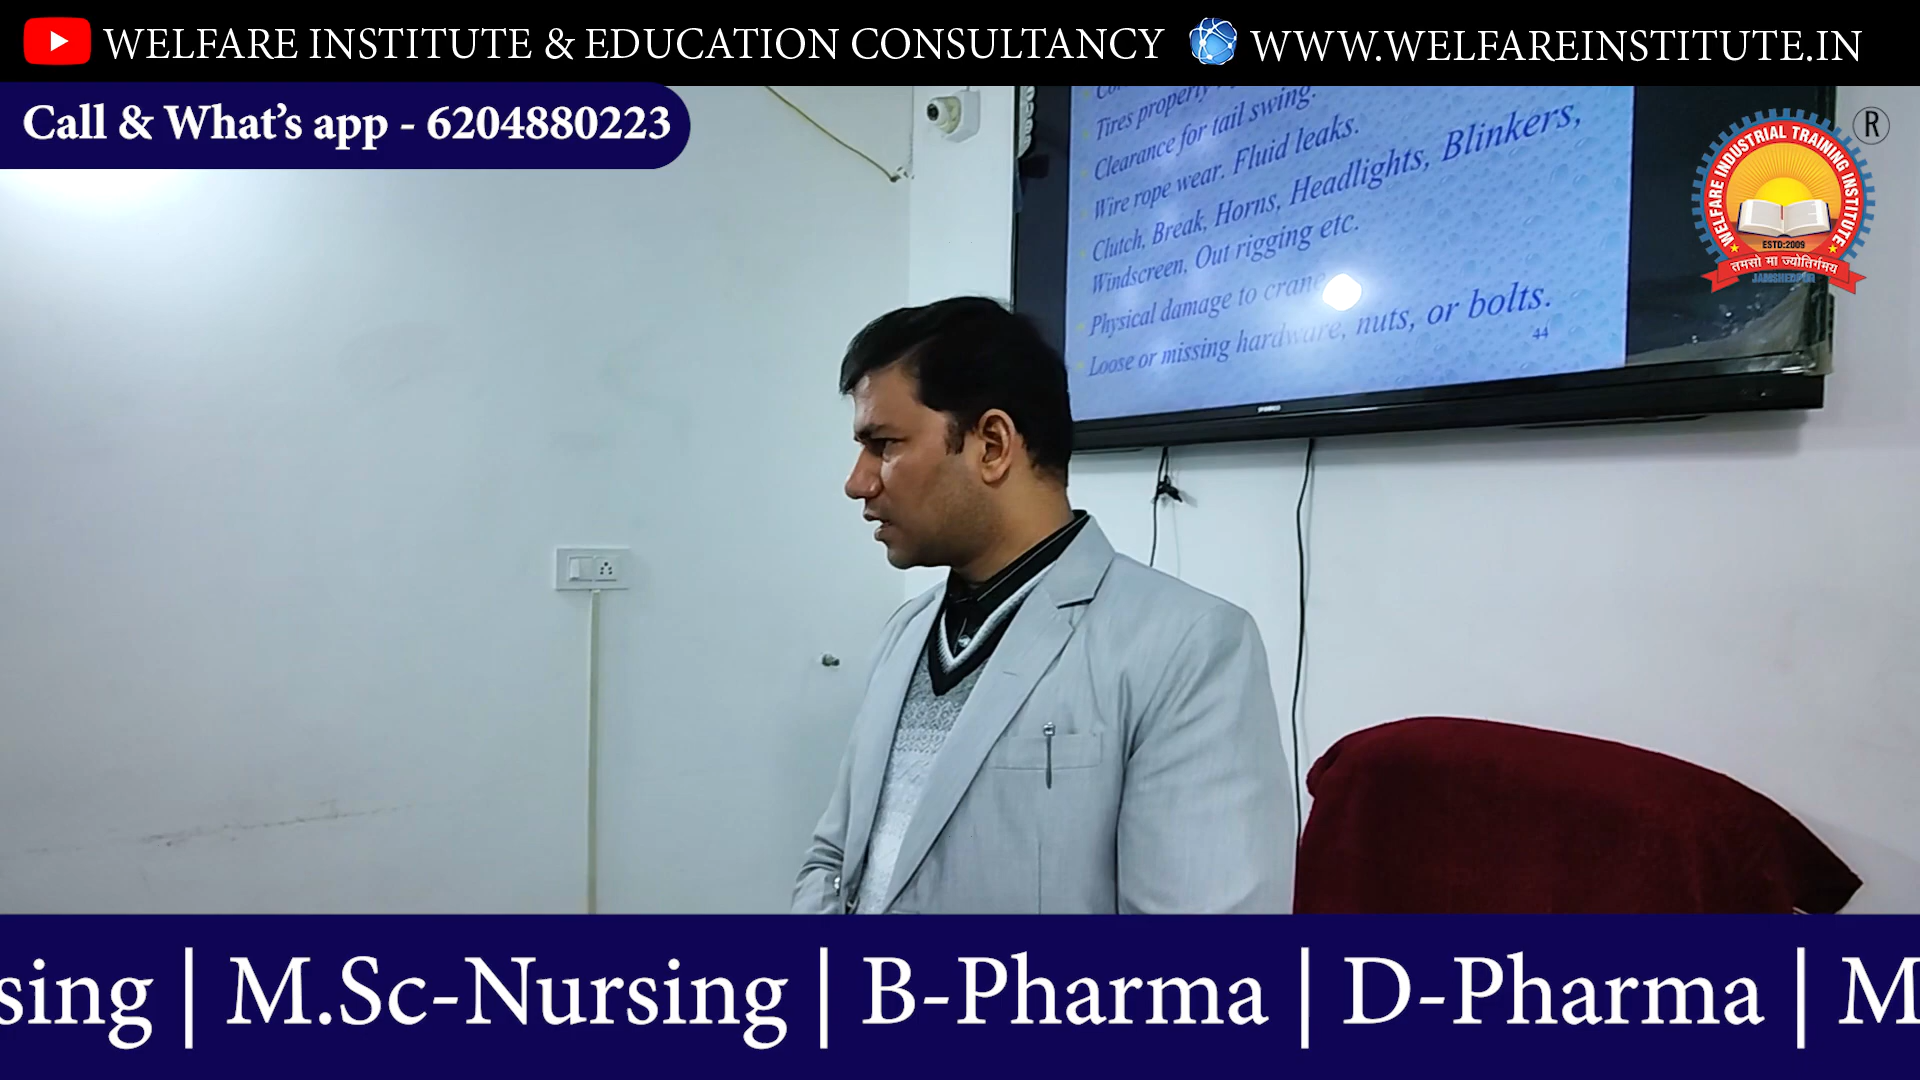 WELFARE INSTITUTE & EDUCATION CONSULTANCY WWW.WELFAREINSTITUTE.IN
Call & What's app - 6204880223
Tires properly
Clearance for tail swing.
Wire rope wear. Fluid leaks.
Clutch, Break, Horns, Headlights, Blinkers,
Windscreen, Out rigging etc.
Physical damage to crane
Loose or missing hardware, nuts, or bolts.
44
WELFARE INDUSTRIAL TRAINING INSTITUTE
®
ESTD:2009
तमसो मा ज्योतिर्गमय
JAMSHEDPUR
sing | M.Sc-Nursing | B-Pharma | D-Pharma | M